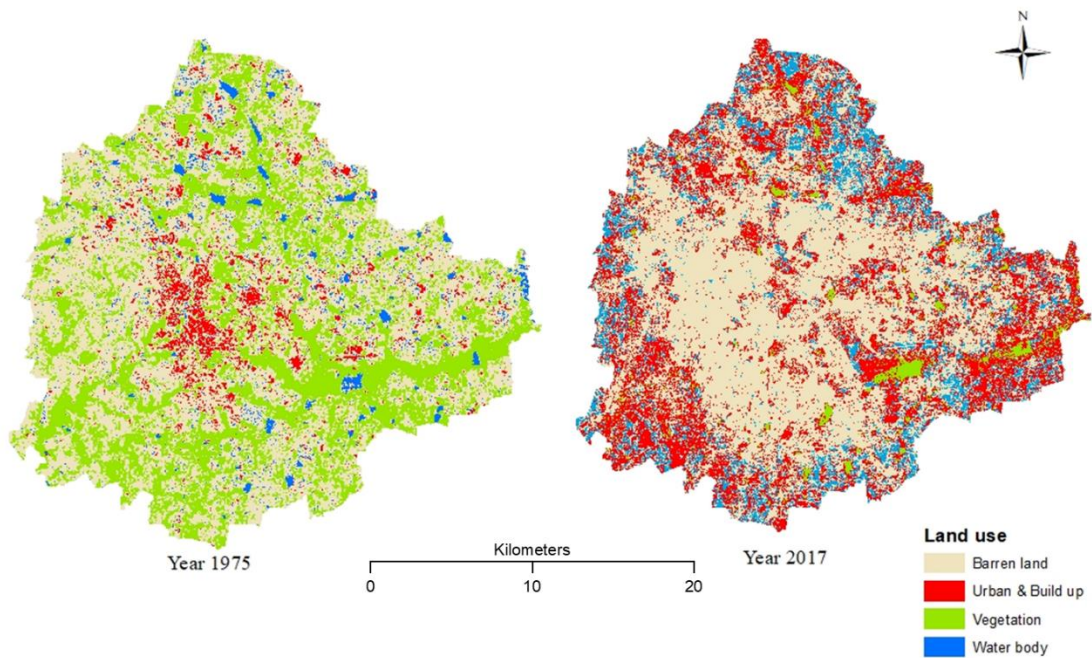 N
Year 1975
Kilometers
0 10 20
Year 2017
Land use
Barren land
Urban & Build up
Vegetation
Water body